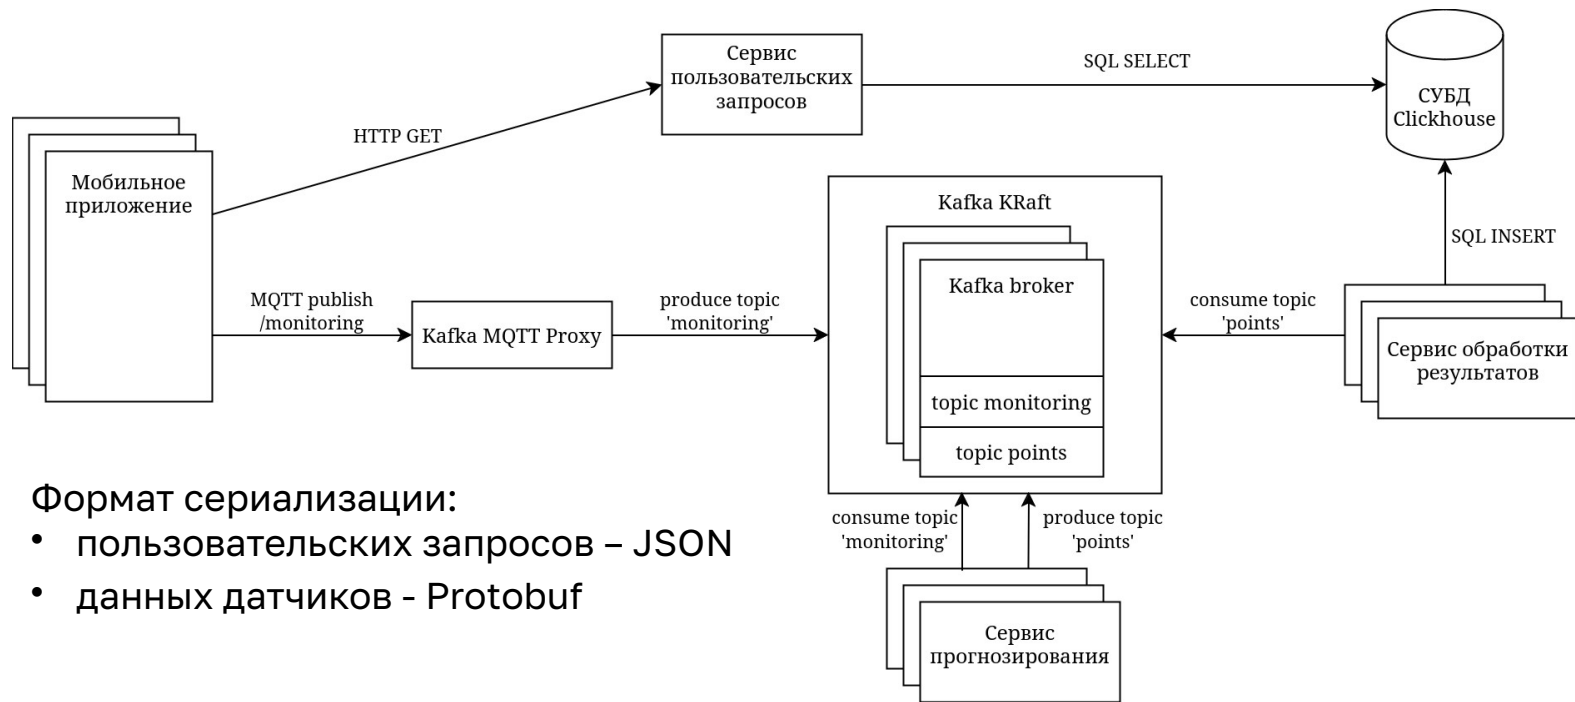 Сервис
пользовательских
запросов
SQL SELECT
СУБД
Clickhouse
HTTP GET
Мобильное
приложение
Kafka KRaft
SQL INSERT
Kafka broker
MQTT publish
/monitoring
Kafka MQTT Proxy
produce topic
'monitoring'
consume topic
'points'
Сервис обработки
результатов
topic monitoring
topic points
Формат сериализации:
• пользовательских запросов – JSON
• данных датчиков - Protobuf
consume topic
'monitoring'
produce topic
'points'
Сервис
прогнозирования